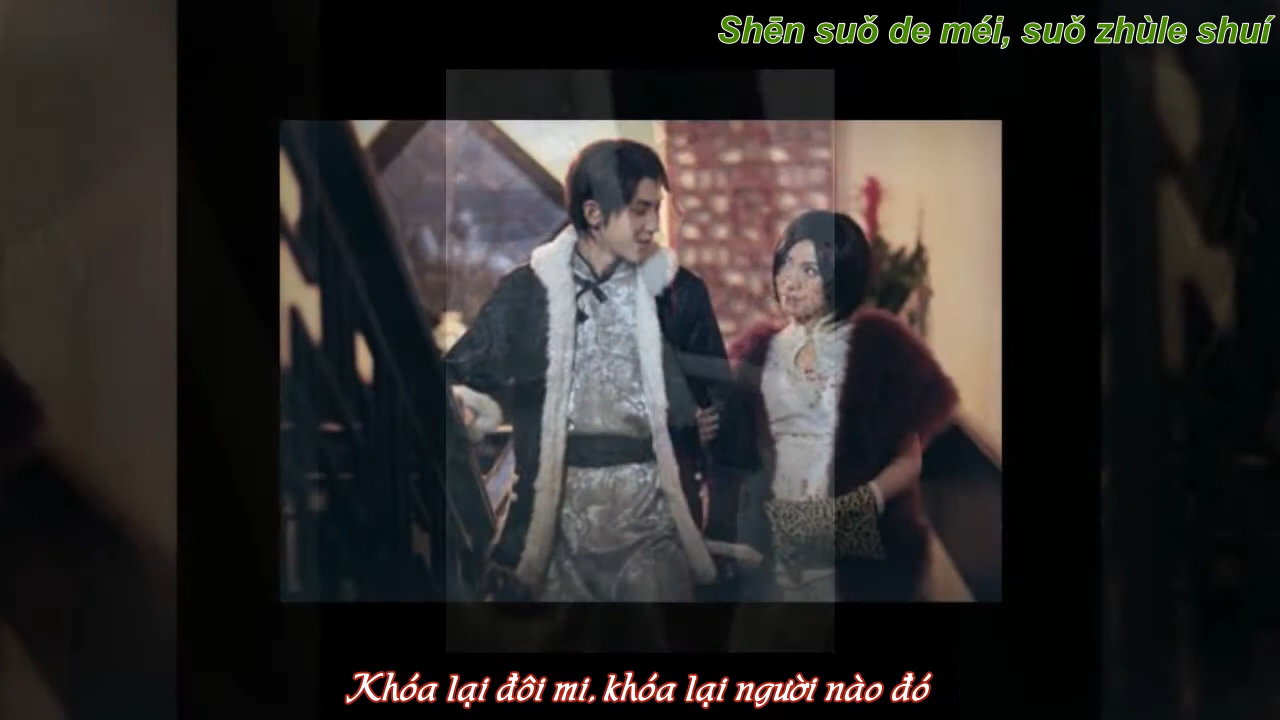 Shēn suǒ de méi, suǒ zhùle shuí
Khóa lại đôi mi, khóa lại người nào đó